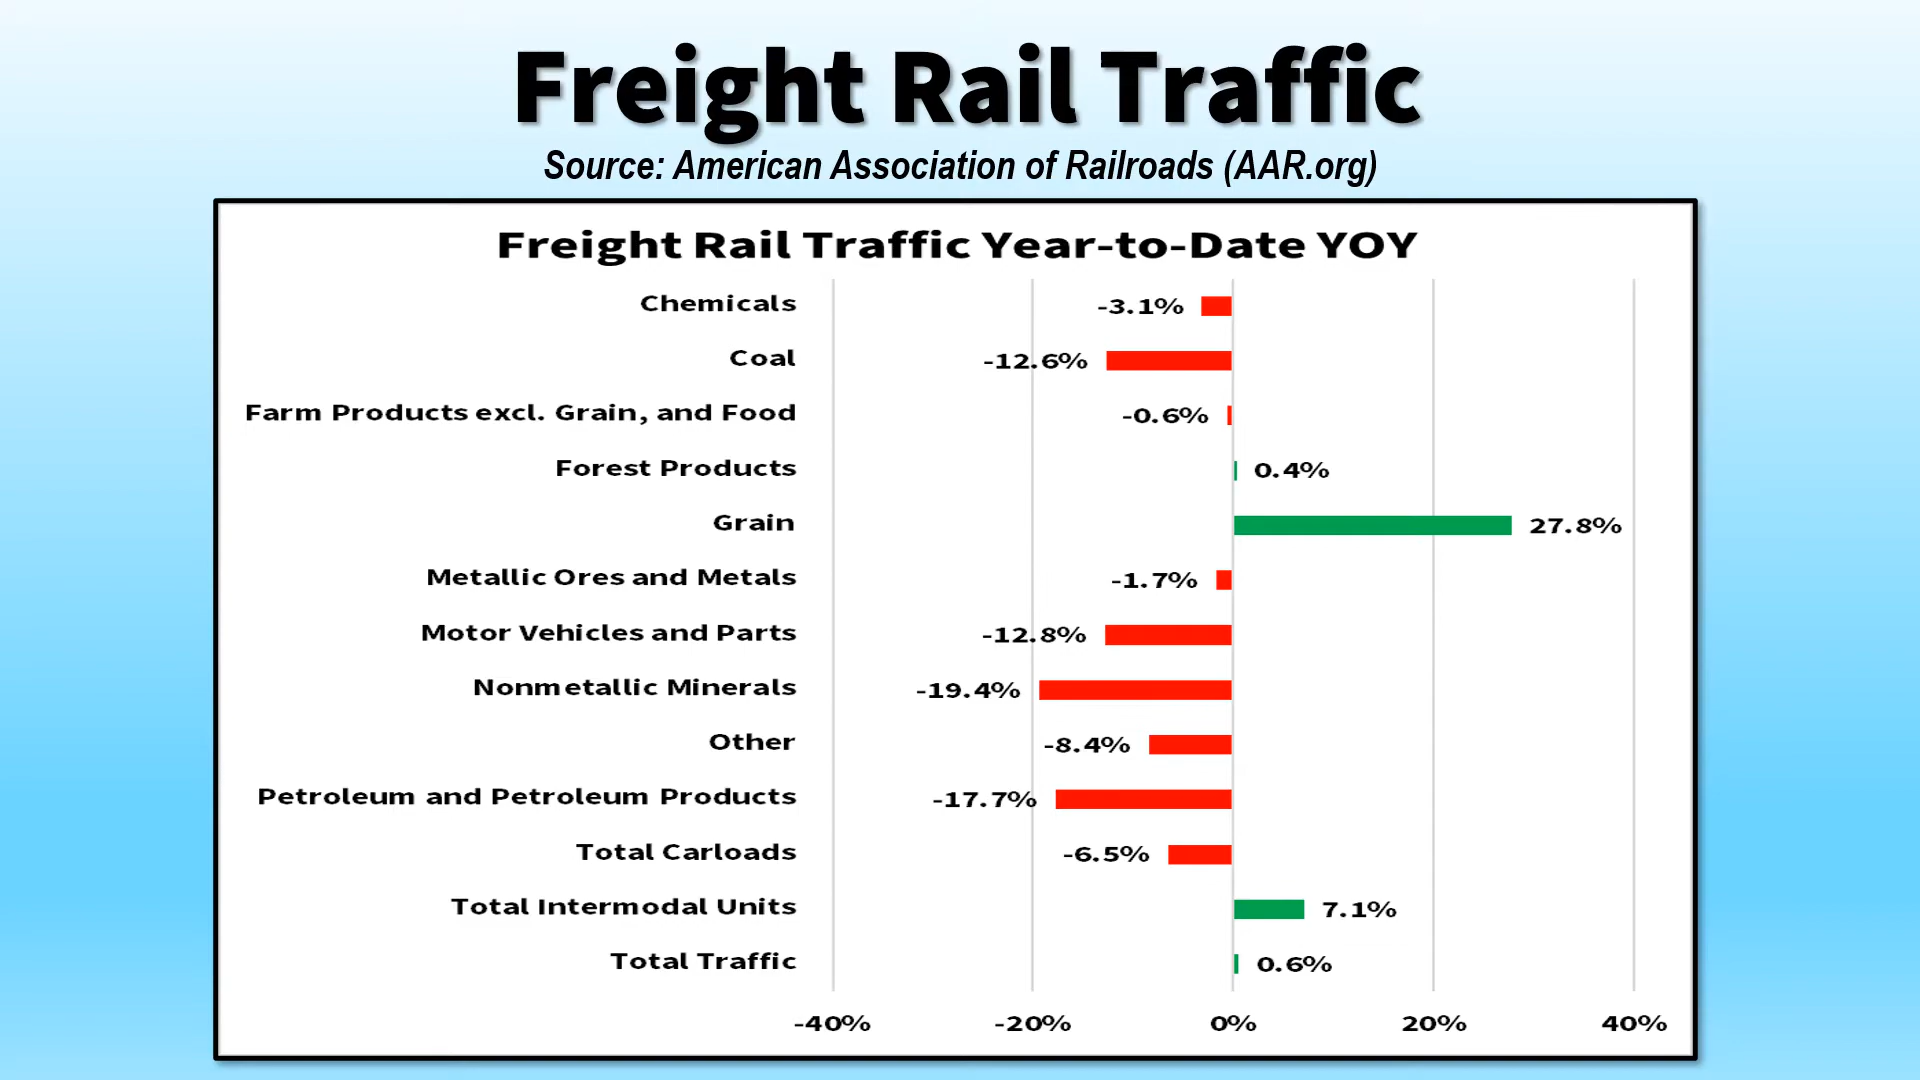 Freight Rail Traffic
Source: American Association of Railroads (AAR.org)
Freight Rail Traffic Year-to-Date YOY
Chemicals -3.1%
Coal -12.6%
Farm Products excl. Grain, and Food -0.6%
Forest Products 0.4%
Grain 27.8%
Metallic Ores and Metals -1.7%
Motor Vehicles and Parts -12.8%
Nonmetallic Minerals -19.4%
Other -8.4%
Petroleum and Petroleum Products -17.7%
Total Carloads -6.5%
Total Intermodal Units 7.1%
Total Traffic 0.6%
-40% -20% 0% 20% 40%